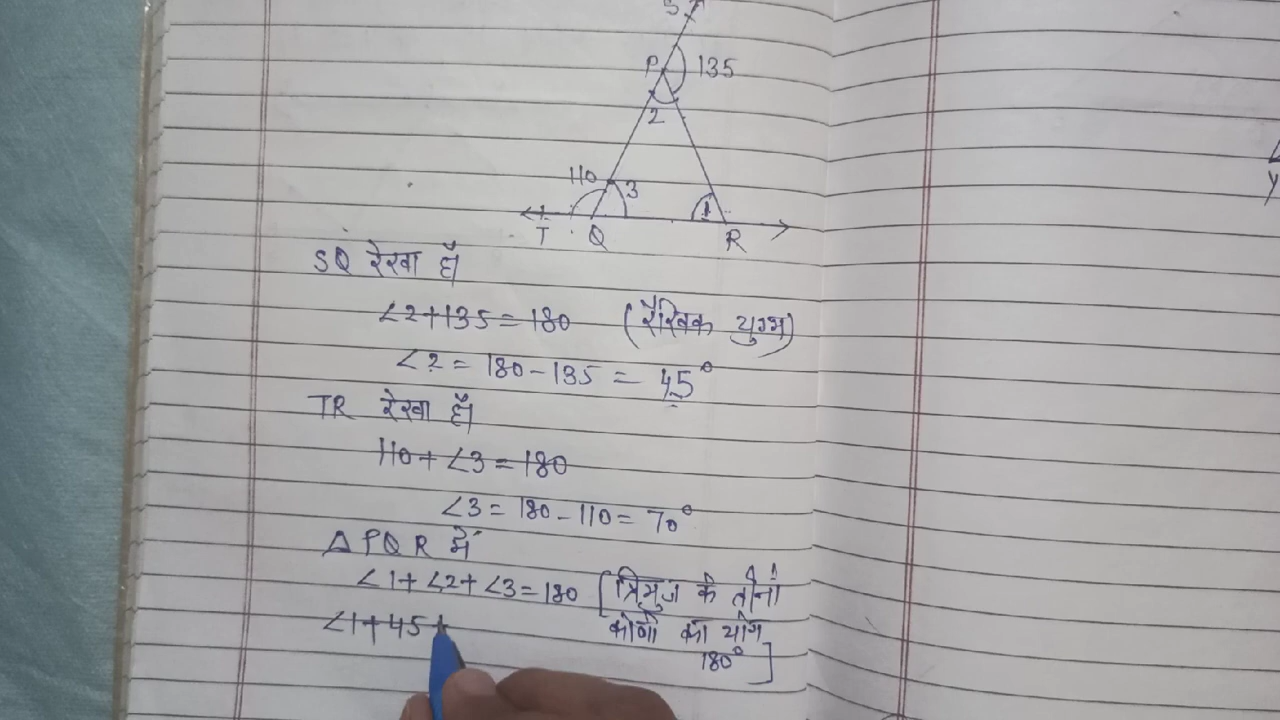 S
P 135
2
110 3 1
T Q R
y
SQ रेखा है
∠2+135=180 (रैखिक युग्म)
∠2 = 180-135 = 45°
TR रेखा है
110+∠3=180
∠3 = 180-110 = 70°
Δ PQR में
∠1+∠2+∠3=180 [त्रिभुज के तीनों
कोणों का योग
180°]
∠1+45+